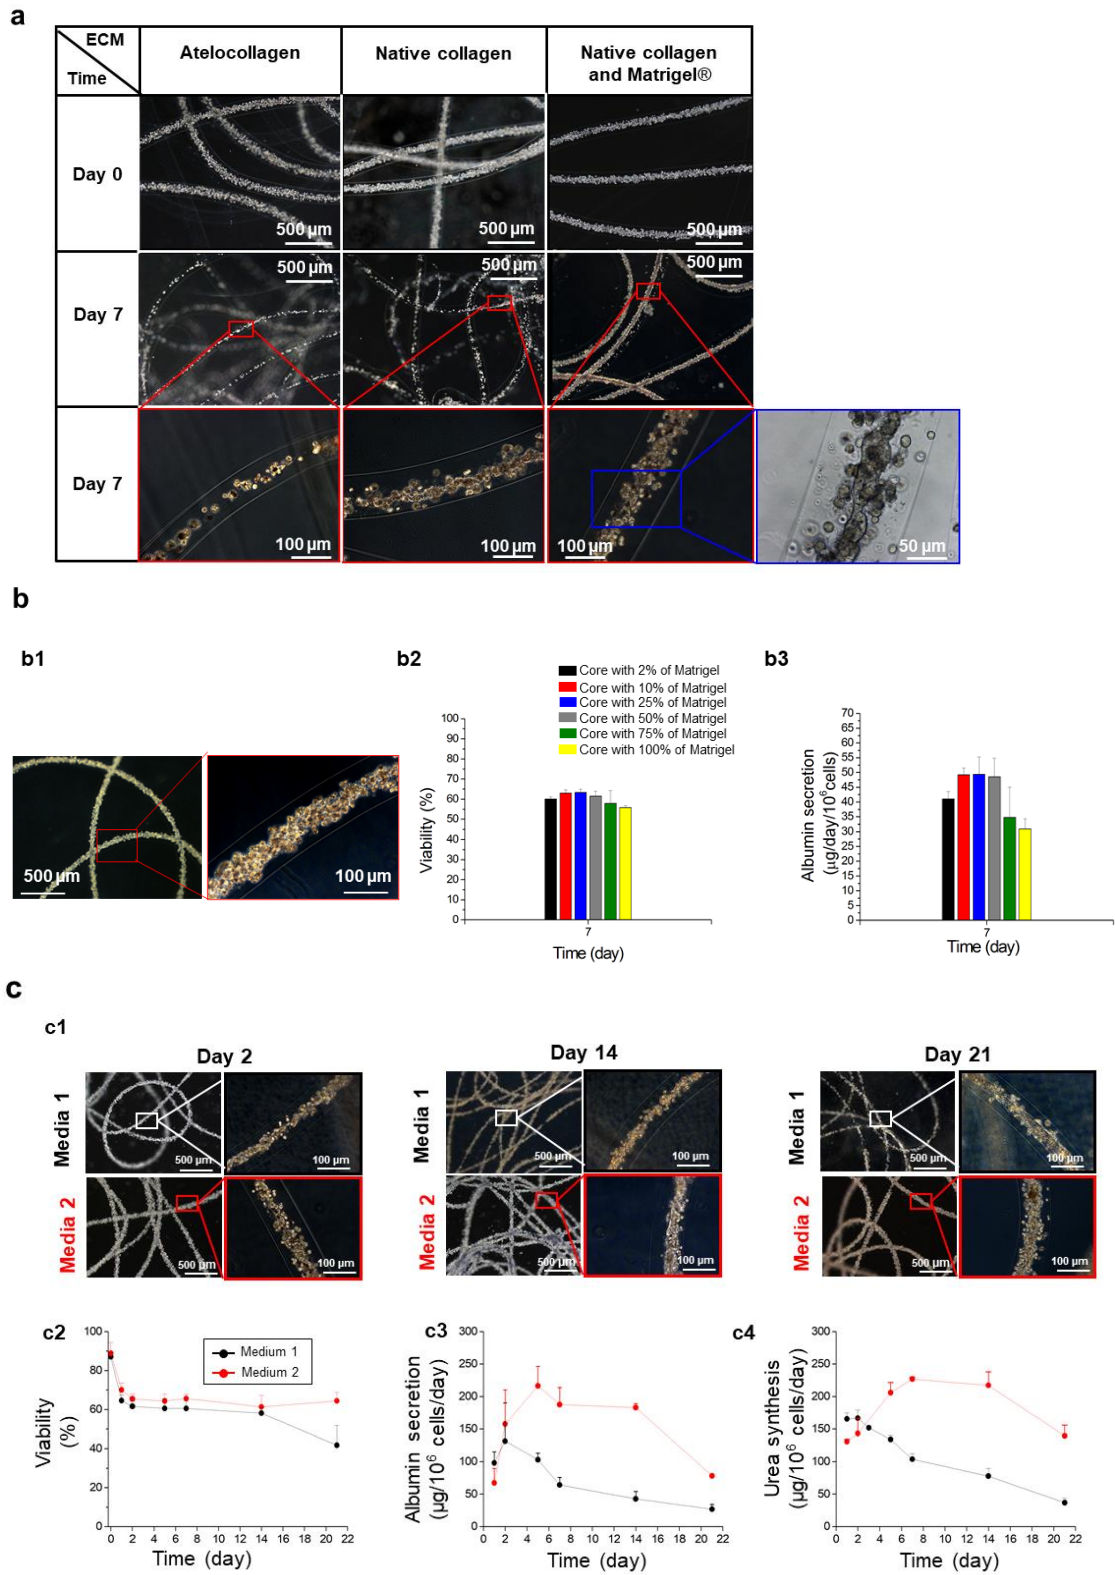 a
ECM
Time
Atelocollagen
Native collagen
Native collagen
and Matrigel®
Day 0
500 µm
500 µm
500 µm
Day 7
500 µm
500 µm
500 µm
Day 7
100 µm
100 µm
100 µm
50 µm
b
b1
500 µm
100 µm
b2
Core with 2% of Matrigel
Core with 10% of Matrigel
Core with 25% of Matrigel
Core with 50% of Matrigel
Core with 75% of Matrigel
Core with 100% of Matrigel
Viability (%)
100
90
80
70
60
50
40
30
20
10
0
7
Time (day)
b3
Albumin secretion
(µg/day/10⁶cells)
70
65
60
55
50
45
40
35
30
25
20
15
10
5
0
7
Time (day)
c
c1
Day 2
Day 14
Day 21
Media 1
500 µm
100 µm
Media 1
500 µm
100 µm
Media 1
500 µm
100 µm
Media 2
500 µm
100 µm
Media 2
500 µm
100 µm
Media 2
500 µm
100 µm
c2
Medium 1
Medium 2
Viability
(%)
100
80
60
40
20
0
0 2 4 6 8 10 12 14 16 18 20 22
Time (day)
c3
Albumin secretion
(µg/10⁶ cells/day)
300
250
200
150
100
50
0
0 2 4 6 8 10 12 14 16 18 20 22
Time (day)
c4
Urea synthesis
(µg/10⁶ cells/day)
300
250
200
150
100
50
0
0 2 4 6 8 10 12 14 16 18 20 22
Time (day)